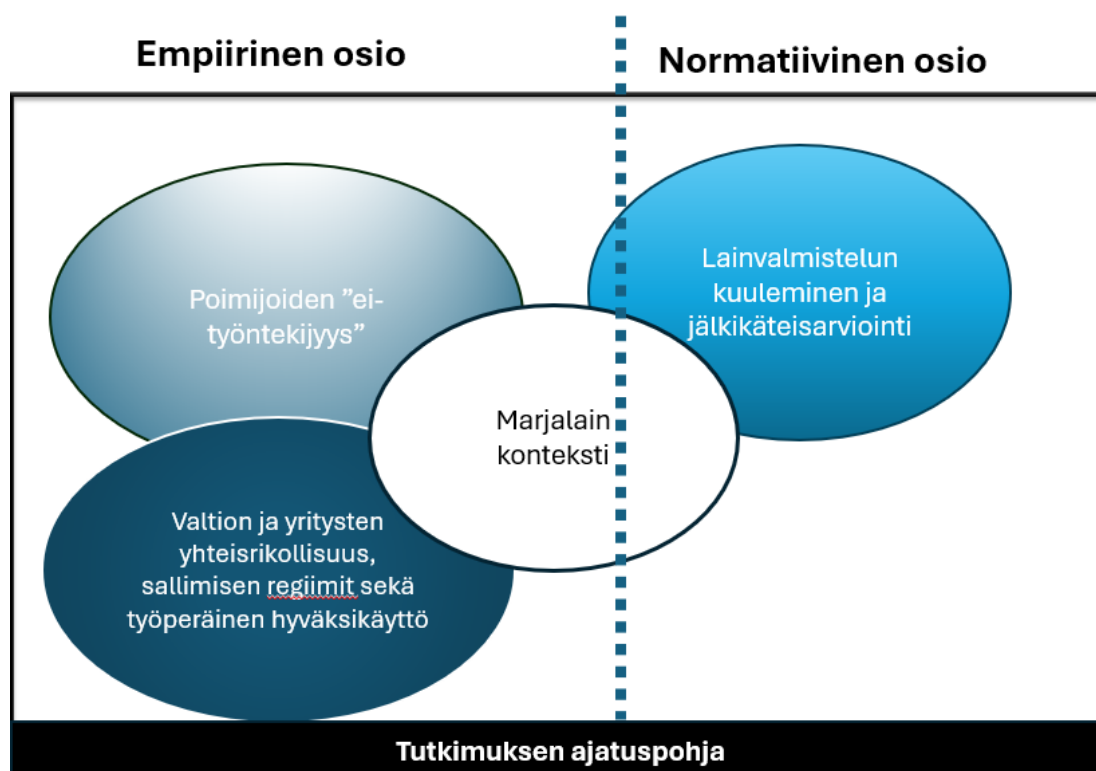 Empiirinen osio
Normatiivinen osio
Poimijoiden ”ei-
työntekijyys”
Lainvalmistelun
kuuleminen ja
jälkikäteisarviointi
Marjalain
konteksti
Valtion ja yritysten
yhteisrikollisuus,
sallimisen regiimit sekä
työperäinen hyväksikäyttö
Tutkimuksen ajatuspohja